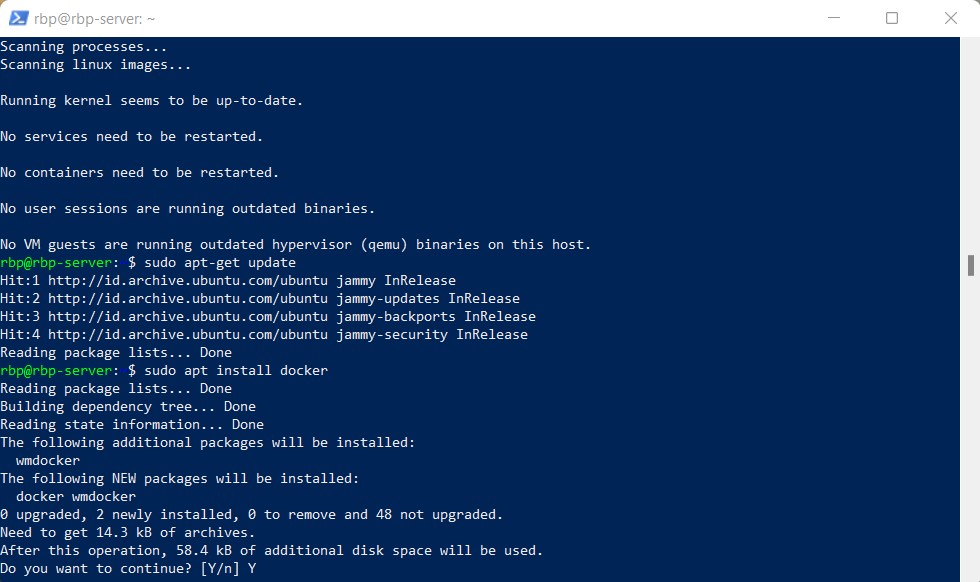 rbp@rbp-server: ~
Scanning processes...
Scanning linux images...
Running kernel seems to be up-to-date.
No services need to be restarted.
No containers need to be restarted.
No user sessions are running outdated binaries.
No VM guests are running outdated hypervisor (qemu) binaries on this host.
rbp@rbp-server: $ sudo apt-get update
Hit:1 http://id.archive.ubuntu.com/ubuntu jammy InRelease
Hit:2 http://id.archive.ubuntu.com/ubuntu jammy-updates InRelease
Hit:3 http://id.archive.ubuntu.com/ubuntu jammy-backports InRelease
Hit:4 http://id.archive.ubuntu.com/ubuntu jammy-security InRelease
Reading package lists... Done
rbp@rbp-server: $ sudo apt install docker
Reading package lists... Done
Building dependency tree... Done
Reading state information... Done
The following additional packages will be installed:
  wmdocker
The following NEW packages will be installed:
  docker wmdocker
0 upgraded, 2 newly installed, 0 to remove and 48 not upgraded.
Need to get 14.3 kB of archives.
After this operation, 58.4 kB of additional disk space will be used.
Do you want to continue? [Y/n] Y